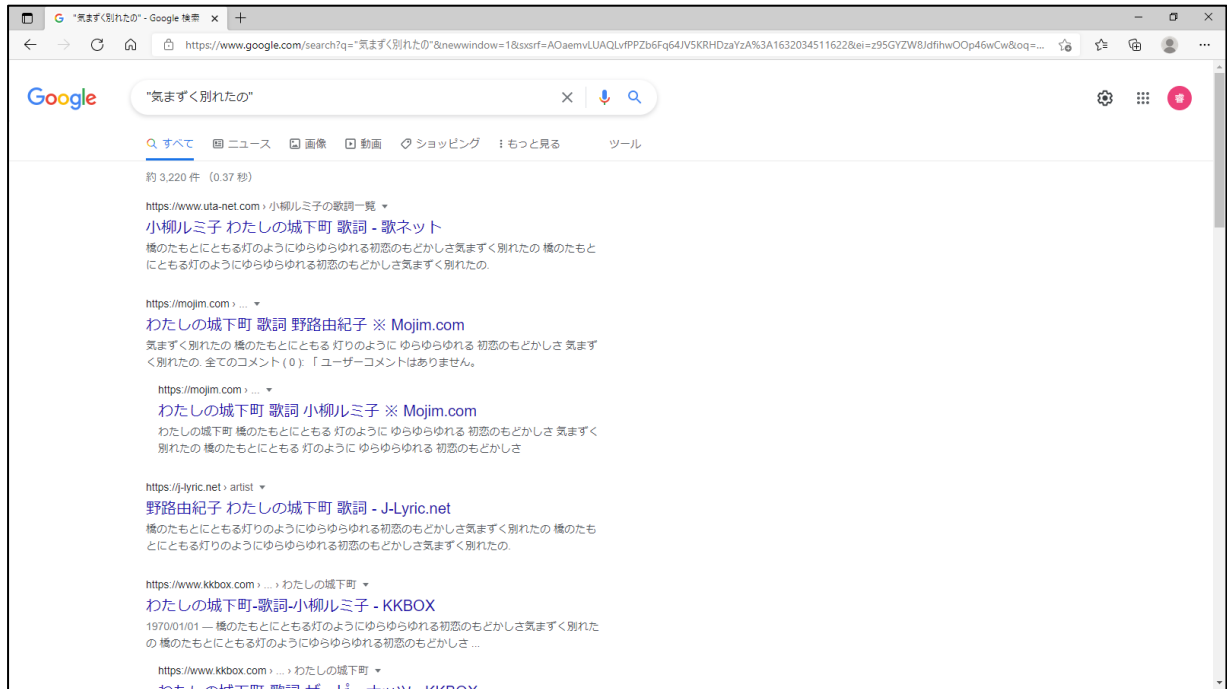 "気まずく別れたの" - Google 検索
https://www.google.com/search?q="気まずく別れたの"&newwindow=1&sxsrf=AOaemvLUAQLvfPPZb6Fq64JV5KRHDzaYzA%3A1632034511622&ei=z95GYZW8JdfihwOOp46wCw&oq=...
Google
"気まずく別れたの"
すべて ニュース 画像 動画 ショッピング もっと見る ツール
約 3,220 件 （0.37 秒）
https://www.uta-net.com › 小柳ルミ子の歌詞一覧
小柳ルミ子 わたしの城下町 歌詞 - 歌ネット
橋のたもとにともる灯のようにゆらゆらゆれる初恋のもどかしさ気まずく別れたの 橋のたもと
にともる灯のようにゆらゆらゆれる初恋のもどかしさ気まずく別れたの.
https://mojim.com › ...
わたしの城下町 歌詞 野路由紀子 ※ Mojim.com
気まずく別れたの 橋のたもとにともる 灯りのように ゆらゆらゆれる 初恋のもどかしさ 気まず
く別れたの. 全てのコメント ( 0 ): 「 ユーザーコメントはありません。
https://mojim.com › ...
わたしの城下町 歌詞 小柳ルミ子 ※ Mojim.com
わたしの城下町 橋のたもとにともる 灯のように ゆらゆらゆれる 初恋のもどかしさ 気まずく
別れたの 橋のたもとにともる 灯のように ゆらゆらゆれる 初恋のもどかしさ
https://j-lyric.net › artist
野路由紀子 わたしの城下町 歌詞 - J-Lyric.net
橋のたもとにともる灯りのようにゆらゆらゆれる初恋のもどかしさ気まずく別れたの 橋のたも
とにともる灯りのようにゆらゆらゆれる初恋のもどかしさ気まずく別れたの.
https://www.kkbox.com › ... › わたしの城下町
わたしの城下町-歌詞-小柳ルミ子 - KKBOX
1970/01/01 — 橋のたもとにともる灯のようにゆらゆらゆれる初恋のもどかしさ気まずく別れた
の 橋のたもとにともる灯のようにゆらゆらゆれる初恋のもどかしさ ...
https://www.kkbox.com › ... › わたしの城下町